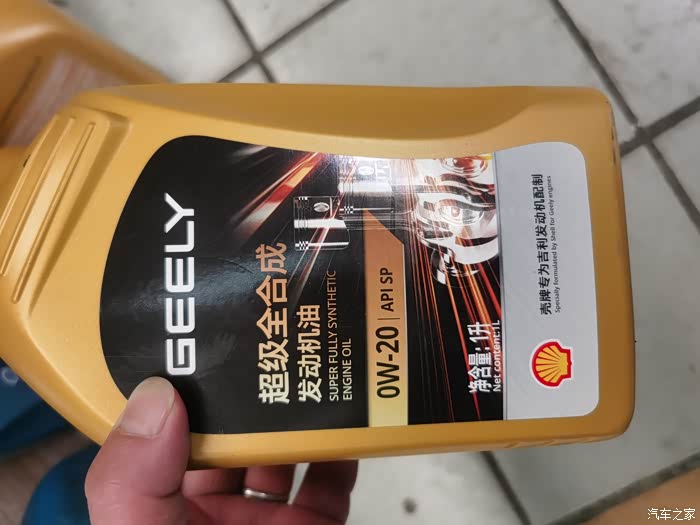 GEELY
超级全合成
发动机油
SUPER FULLY SYNTHETIC
ENGINE OIL
0W-20 | API SP
净含量:1升
Net content:1L
壳牌专为吉利发动机配制
Specially formulated by Shell for Geely engines
汽车之家